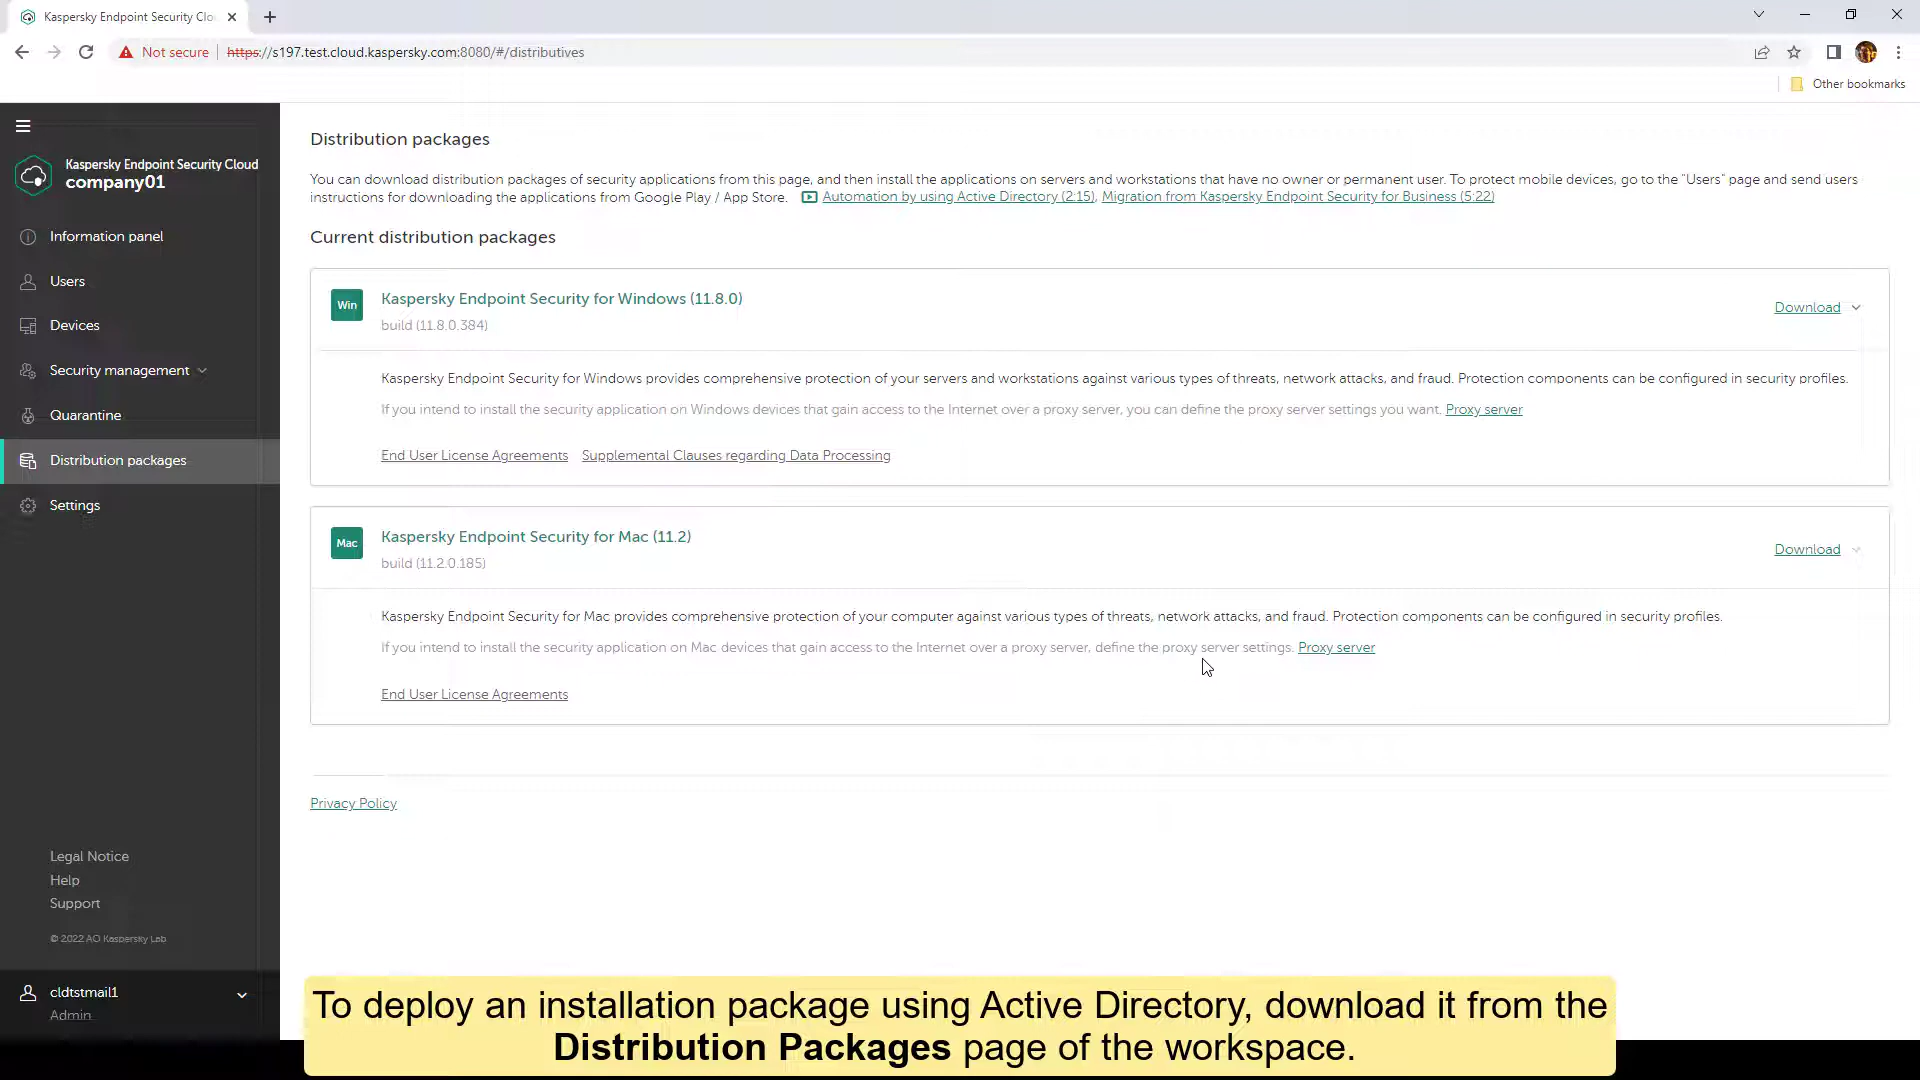 Kaspersky Endpoint Security Clo
Not secure
https://s197.test.cloud.kaspersky.com:8080/#/distributives
Other bookmarks
Kaspersky Endpoint Security Cloud
company01
Information panel
Users
Devices
Security management
Quarantine
Distribution packages
Settings
Legal Notice
Help
Support
© 2022 AO Kaspersky Lab
cldtstmail1
Admin
Distribution packages
You can download distribution packages of security applications from this page, and then install the applications on servers and workstations that have no owner or permanent user. To protect mobile devices, go to the "Users" page and send users
instructions for downloading the applications from Google Play / App Store. Automation by using Active Directory (2:15), Migration from Kaspersky Endpoint Security for Business (5:22)
Current distribution packages
Win
Kaspersky Endpoint Security for Windows (11.8.0)
build (11.8.0.384)
Download
Kaspersky Endpoint Security for Windows provides comprehensive protection of your servers and workstations against various types of threats, network attacks, and fraud. Protection components can be configured in security profiles.
If you intend to install the security application on Windows devices that gain access to the Internet over a proxy server, you can define the proxy server settings you want. Proxy server
End User License Agreements Supplemental Clauses regarding Data Processing
Mac
Kaspersky Endpoint Security for Mac (11.2)
build (11.2.0.185)
Download
Kaspersky Endpoint Security for Mac provides comprehensive protection of your computer against various types of threats, network attacks, and fraud. Protection components can be configured in security profiles.
If you intend to install the security application on Mac devices that gain access to the Internet over a proxy server, define the proxy server settings. Proxy server
End User License Agreements
Privacy Policy
To deploy an installation package using Active Directory, download it from the
Distribution Packages page of the workspace.